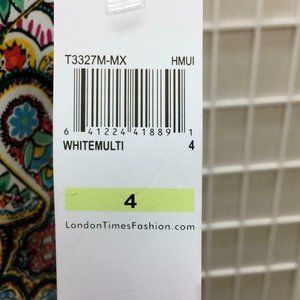 T3327M-MX HMUI
6 41224 41889 1
WHITEMULTI 4
4
LondonTimesFashion.com